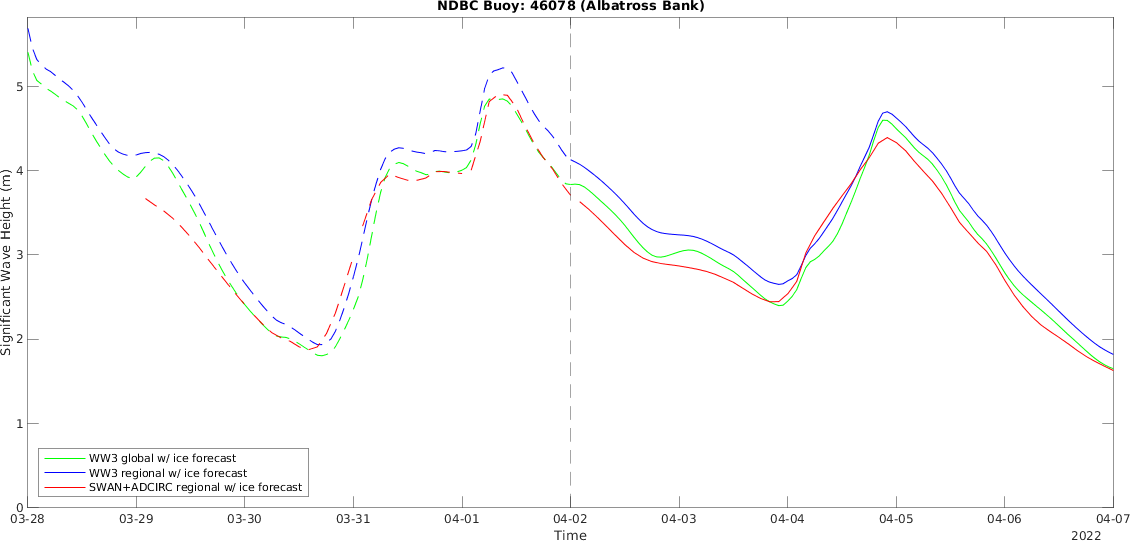 NDBC Buoy: 46078 (Albatross Bank)
Significant Wave Height (m)
5
4
3
2
1
0
WW3 global w/ ice forecast
WW3 regional w/ ice forecast
SWAN+ADCIRC regional w/ ice forecast
03-28 03-29 03-30 03-31 04-01 04-02 04-03 04-04 04-05 04-06 04-07
Time
2022